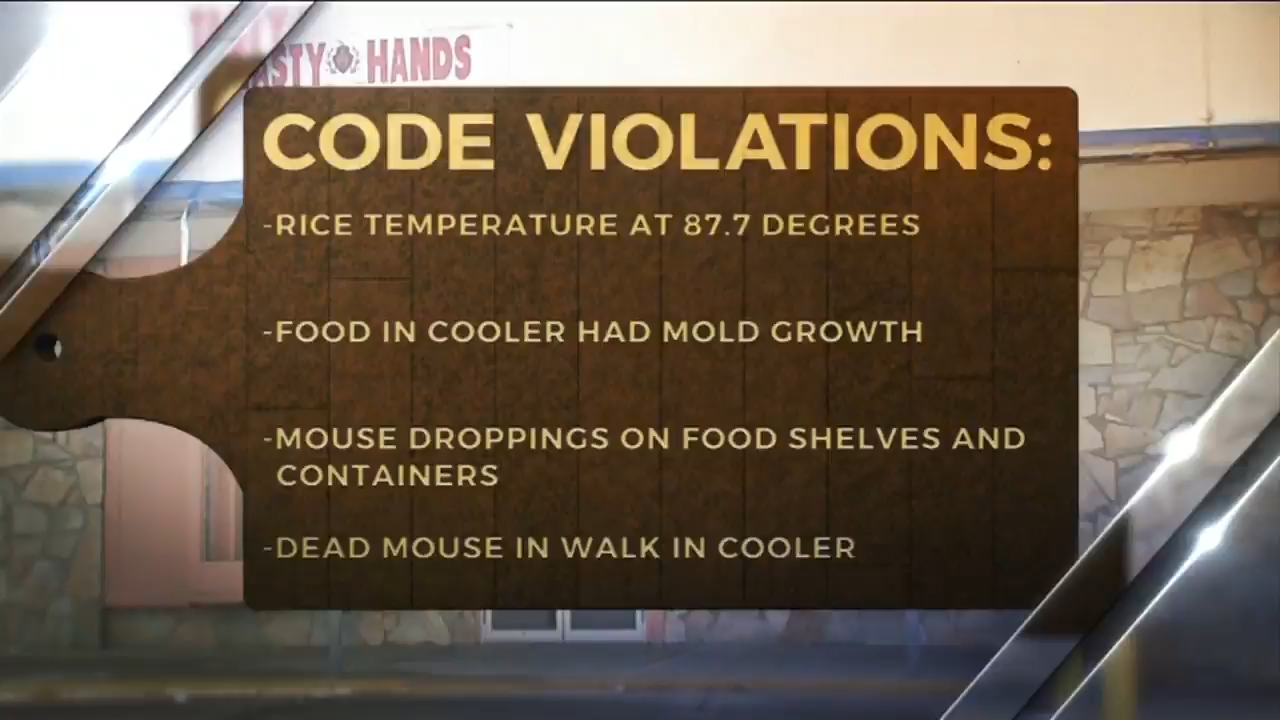 HANDS
CODE VIOLATIONS:
-RICE TEMPERATURE AT 87.7 DEGREES
-FOOD IN COOLER HAD MOLD GROWTH
-MOUSE DROPPINGS ON FOOD SHELVES AND
CONTAINERS
-DEAD MOUSE IN WALK IN COOLER